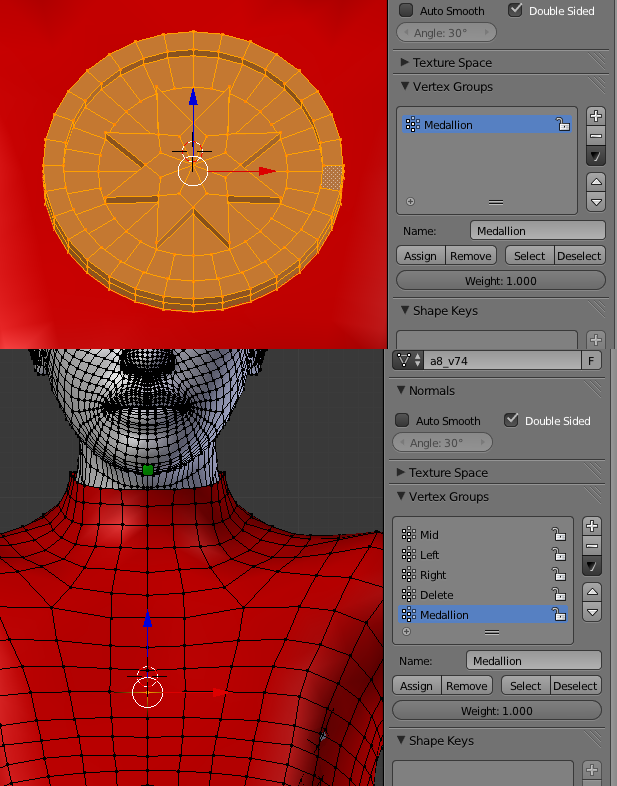 Auto Smooth Double Sided
Angle: 30°
Texture Space
Vertex Groups
Medallion
Name: Medallion
Assign Remove Select Deselect
Weight: 1.000
Shape Keys
a8_v74 F
Normals
Auto Smooth Double Sided
Angle: 30°
Texture Space
Vertex Groups
Mid
Left
Right
Delete
Medallion
Name: Medallion
Assign Remove Select Deselect
Weight: 1.000
Shape Keys